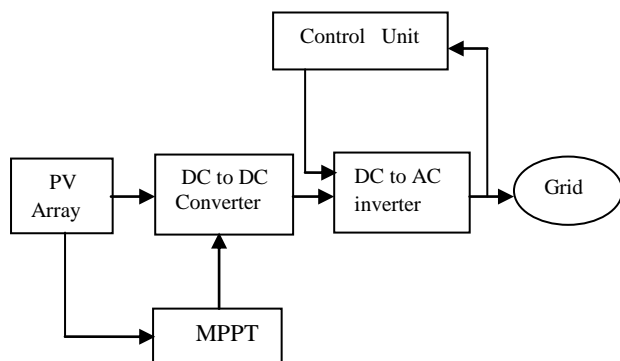 Control Unit
PV
Array
DC to DC
Converter
DC to AC
inverter
Grid
MPPT